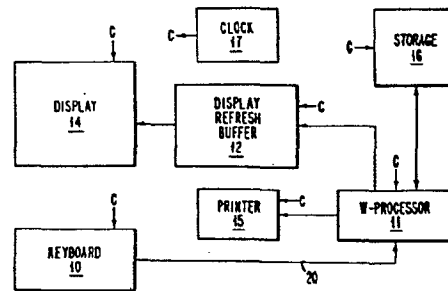 C
C
CLOCK
17
C
STORAGE
16
DISPLAY
14
DISPLAY
REFRESH
BUFFER
12
C
C
PRINTER
15
C
W-PROCESSOR
11
C
KEYBOARD
10
20